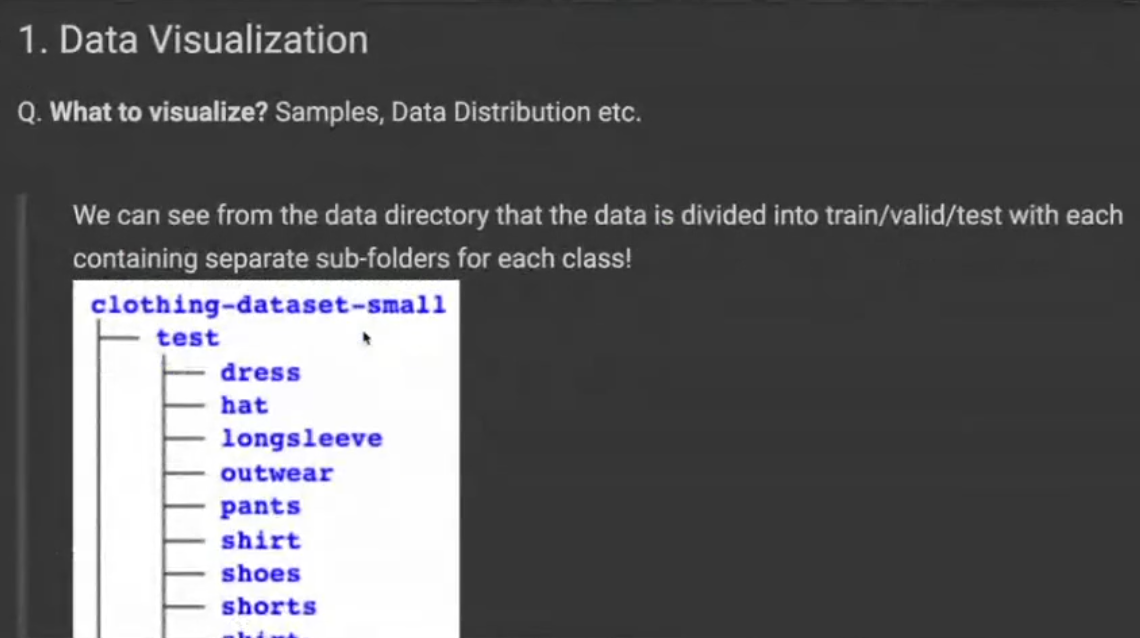 1. Data Visualization
Q. What to visualize? Samples, Data Distribution etc.
We can see from the data directory that the data is divided into train/valid/test with each
containing separate sub-folders for each class!
clothing-dataset-small
test
dress
hat
longsleeve
outwear
pants
shirt
shoes
shorts